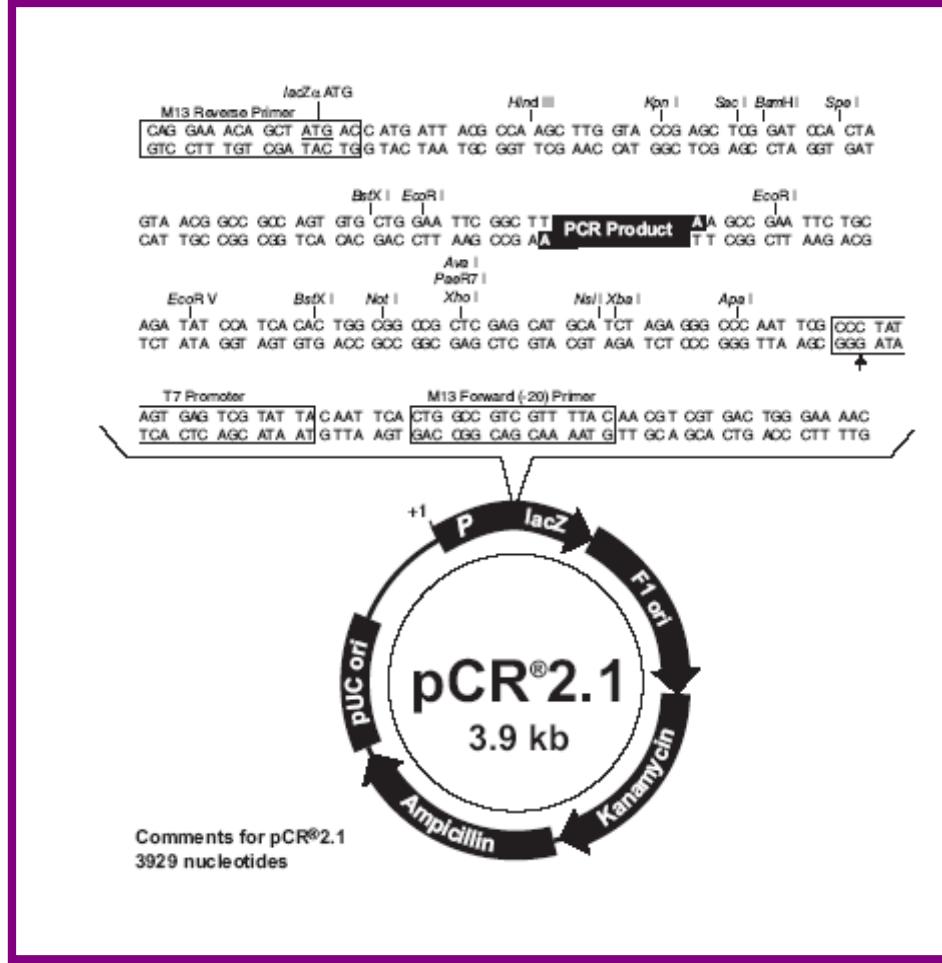 lacZα ATG
M13 Reverse Primer
Hind III Kpn I Sac I BamH I Spe I
CAG GAA ACA GCT ATG AC C ATG ATT ACG CCA AGC TTG GTA CCG AGC TCG GAT CCA CTA
GTC CTT TGT CGA TAC TG G TAC TAA TGC GGT TCG AAC CAT GGC TCG AGC CTA GGT GAT
BstX I EcoR I EcoR I
GTA ACG GCC GCC AGT GTG CTG GAA TTC GGC TT PCR Product A A GCC GAA TTC TGC
CAT TGC CGG CGG TCA CAC GAC CTT AAG CCG A A T T CGG CTT AAG ACG
Ava I
PaeR7 I
EcoR V BstX I Not I Xho I Nsi I Xba I Apa I
AGA TAT CCA TCA CAC TGG CGG CCG CTC GAG CAT GCA TCT AGA GGG CCC AAT TCG CCC TAT
TCT ATA GGT AGT GTG ACC GCC GGC GAG CTC GTA CGT AGA TCT CCC GGG TTA AGC GGG ATA
T7 Promoter M13 Forward (-20) Primer
AGT GAG TCG TAT TA C AAT TCA CTG GCC GTC GTT TTA C AA CGT CGT GAC TGG GAA AAC
TCA CTC AGC ATA AT G TTA AGT GAC CGG CAG CAA AAT G TT GCA GCA CTG ACC CTT TTG
+1
P
lacZ
F1 ori
Kanamycin
Ampicillin
pUC ori
pCR®2.1
3.9 kb
Comments for pCR®2.1
3929 nucleotides